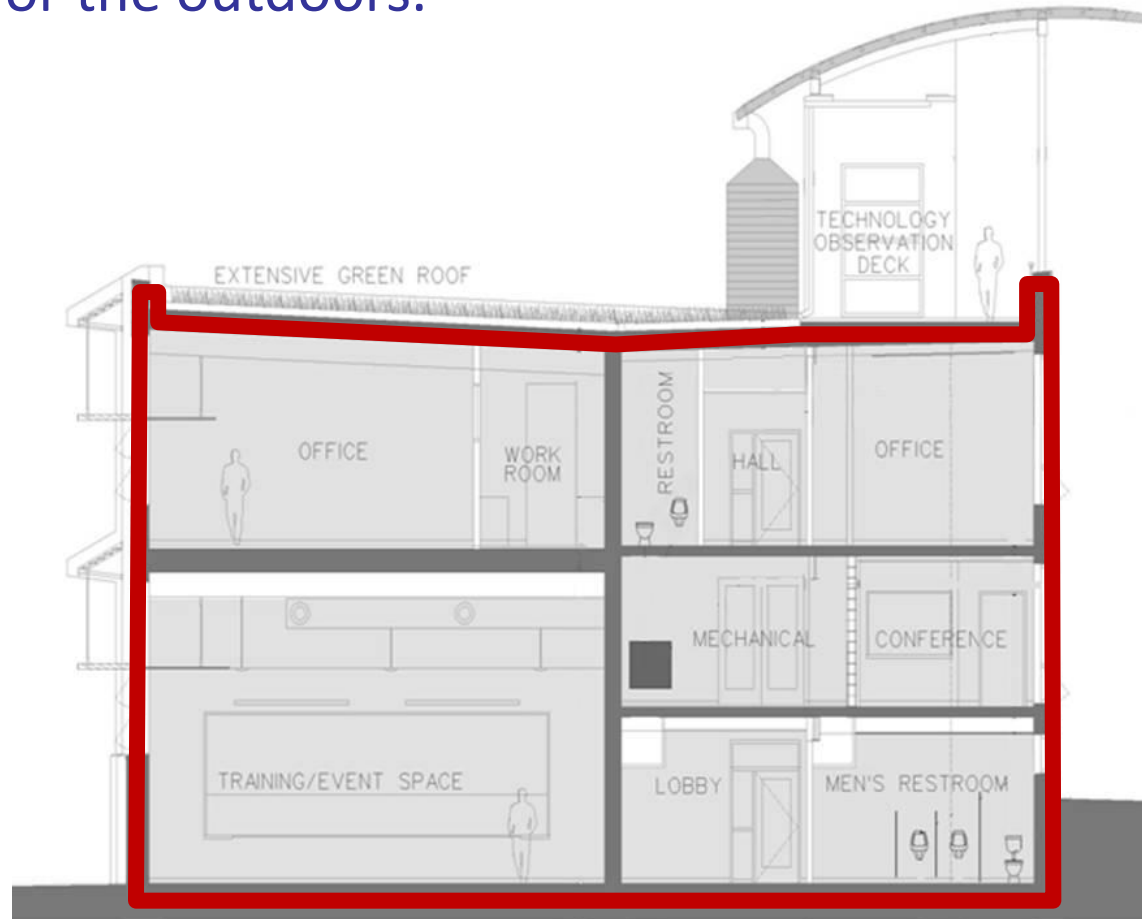 or the outdoors.
TECHNOLOGY
OBSERVATION
DECK
EXTENSIVE GREEN ROOF
OFFICE
WORK
ROOM
RESTROOM
HALL
OFFICE
MECHANICAL
CONFERENCE
TRAINING/EVENT SPACE
LOBBY
MEN'S RESTROOM